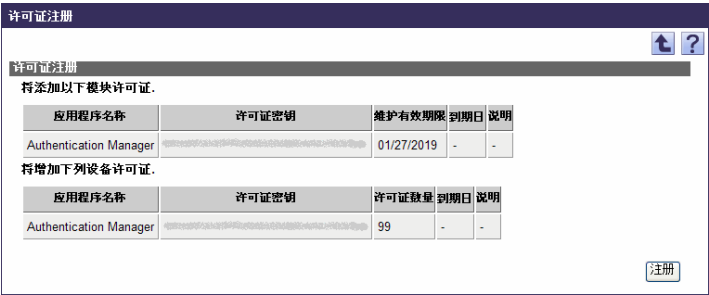 许可证注册
?
许可证注册
将添加以下模块许可证.
应用程序名称 许可证密钥 维护有效期限 到期日 说明
Authentication Manager 01/27/2019 - -
将增加下列设备许可证.
应用程序名称 许可证密钥 许可证数量 到期日 说明
Authentication Manager 99 - -
注册